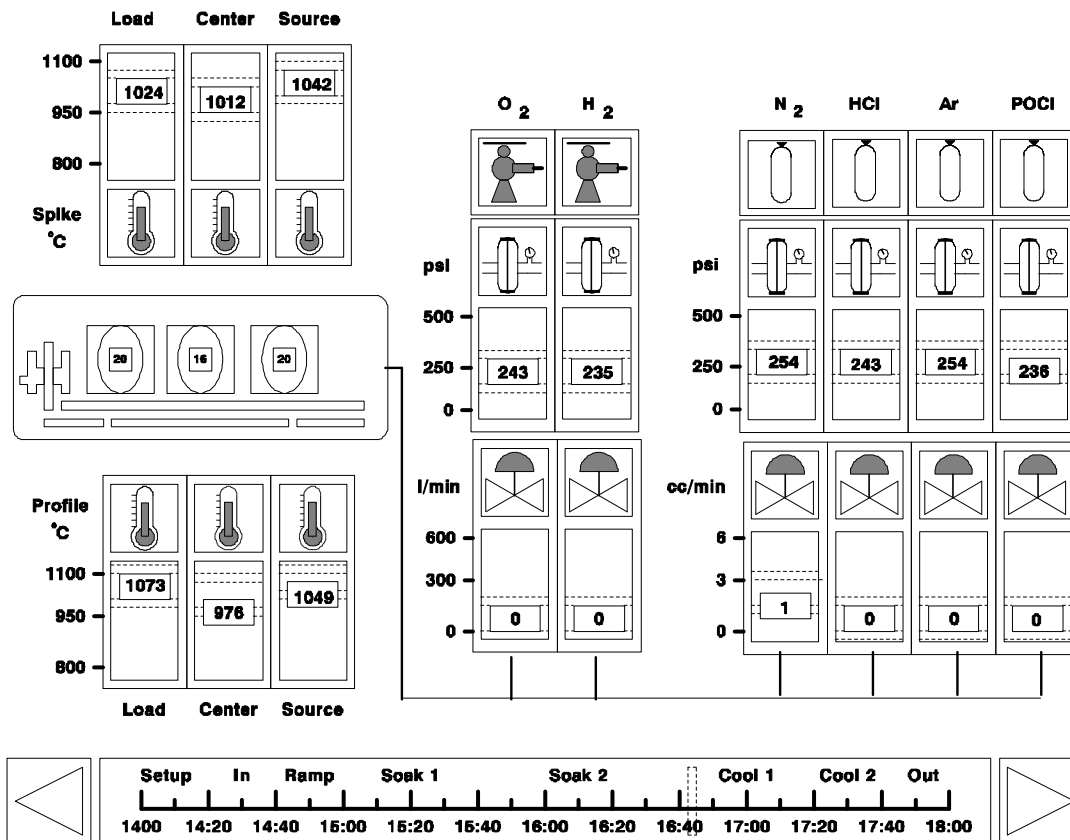 Load Center Source
1100
950
800
1024
1012
1042
Spike
°C
O 2 H 2
N 2 HCl Ar POCl
psi
500
250
0
243
235
psi
500
250
0
254
243
254
236
20
16
20
l/min
600
300
0
0
0
cc/min
6
3
0
1
0
0
0
Profile
°C
1100
950
800
1073
976
1049
Load Center Source
Setup In Ramp Soak 1 Soak 2 Cool 1 Cool 2 Out
1400 14:20 14:40 15:00 15:20 15:40 16:00 16:20 16:40 17:00 17:20 17:40 18:00